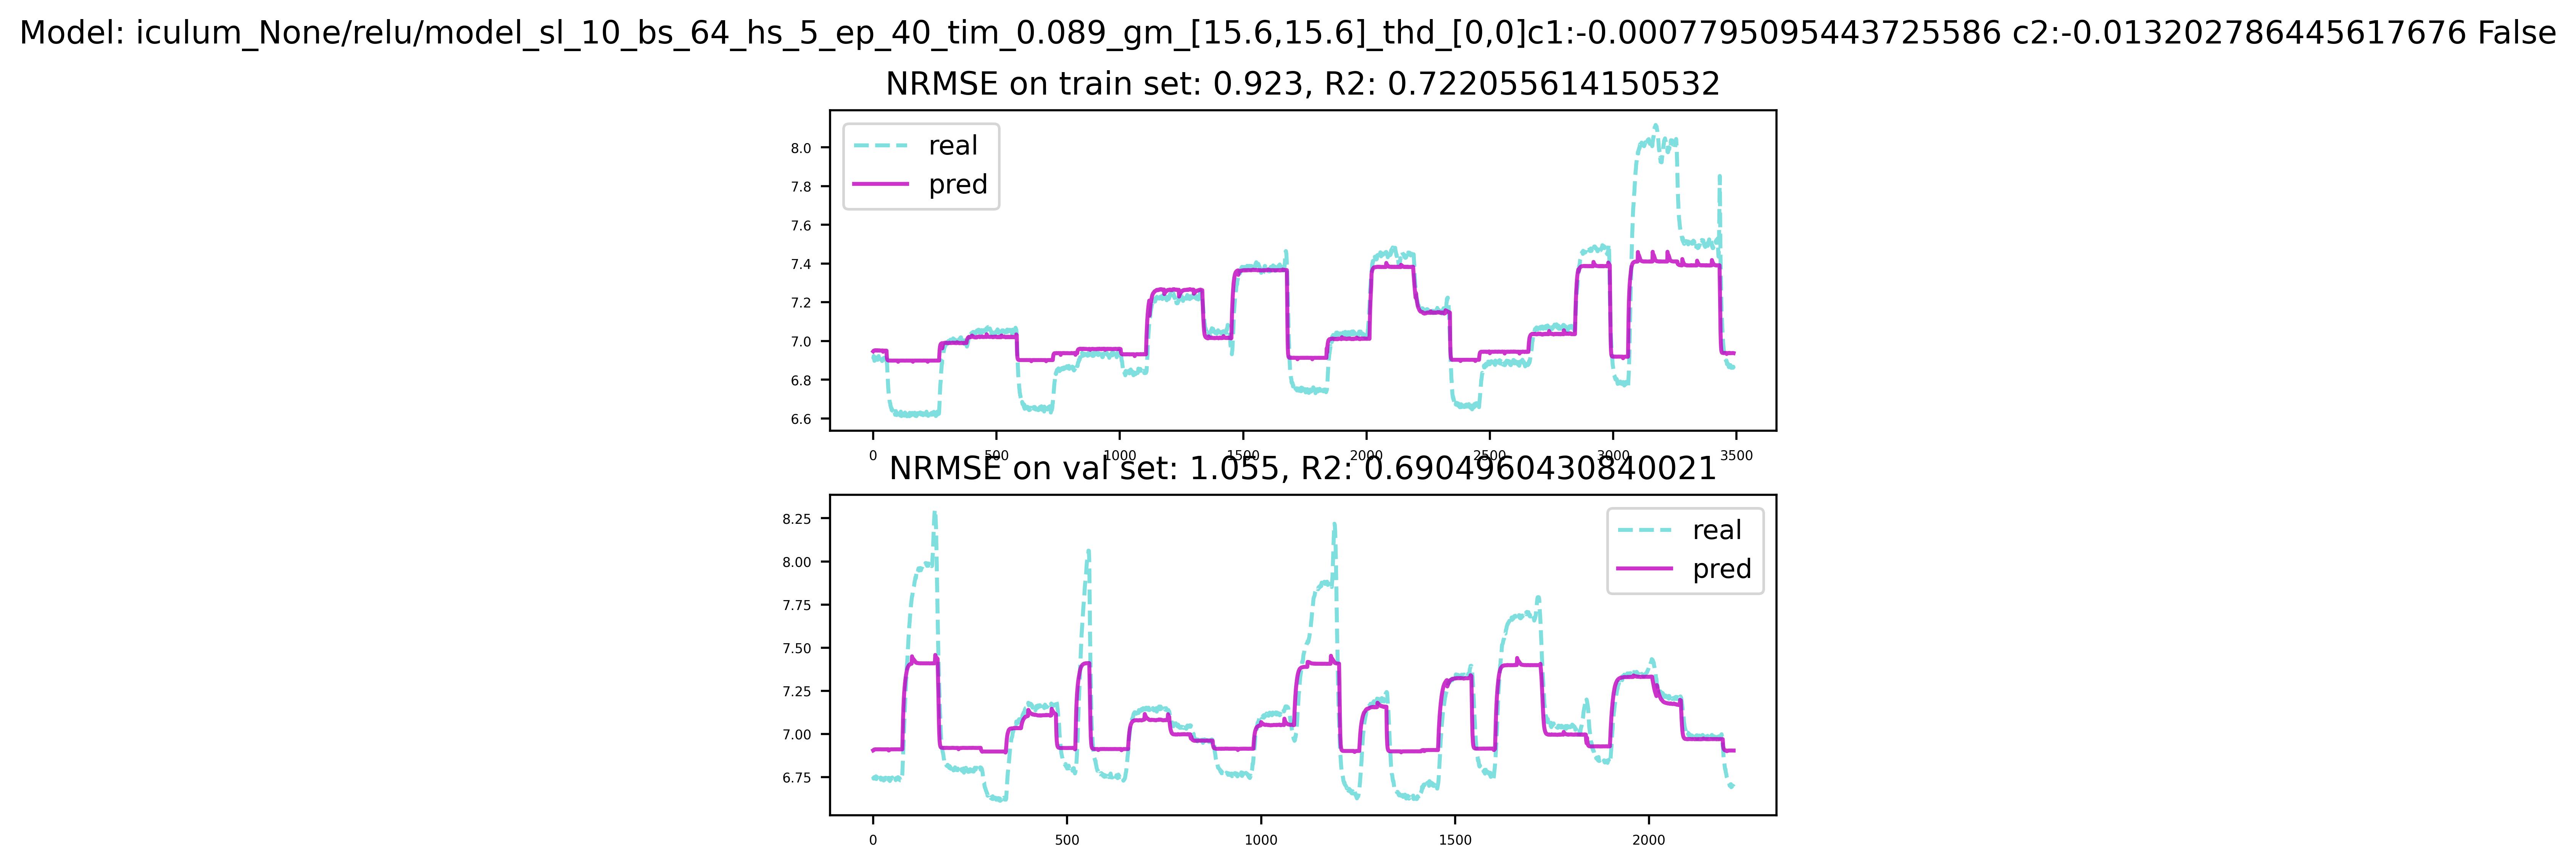 Model: iculum_None/relu/model_sl_10_bs_64_hs_5_ep_40_tim_0.089_gm_[15.6,15.6]_thd_[0,0]c1:-0.0007795095443725586 c2:-0.013202786445617676 False
NRMSE on train set: 0.923, R2: 0.722055614150532
real
pred
8.0
7.8
7.6
7.4
7.2
7.0
6.8
6.6
0 500 1000 1500 2000 2500 3000 3500
NRMSE on val set: 1.055, R2: 0.6904960430840021
real
pred
8.25
8.00
7.75
7.50
7.25
7.00
6.75
0 500 1000 1500 2000